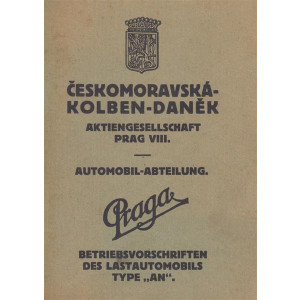 ČESKOMORAVSKÁ-
KOLBEN-DANĚK
AKTIENGESELLSCHAFT
PRAG VIII.
AUTOMOBIL-ABTEILUNG.
Praga
BETRIEBSVORSCHRIFTEN
DES LASTAUTOMOBILS
TYPE „AN".